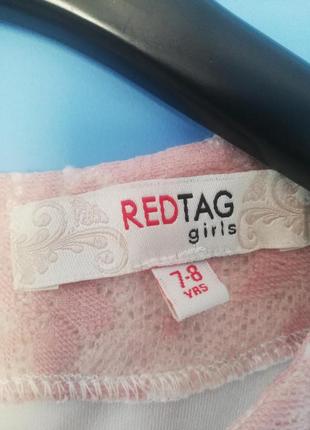 REDTAG
girls
7-8
YRS